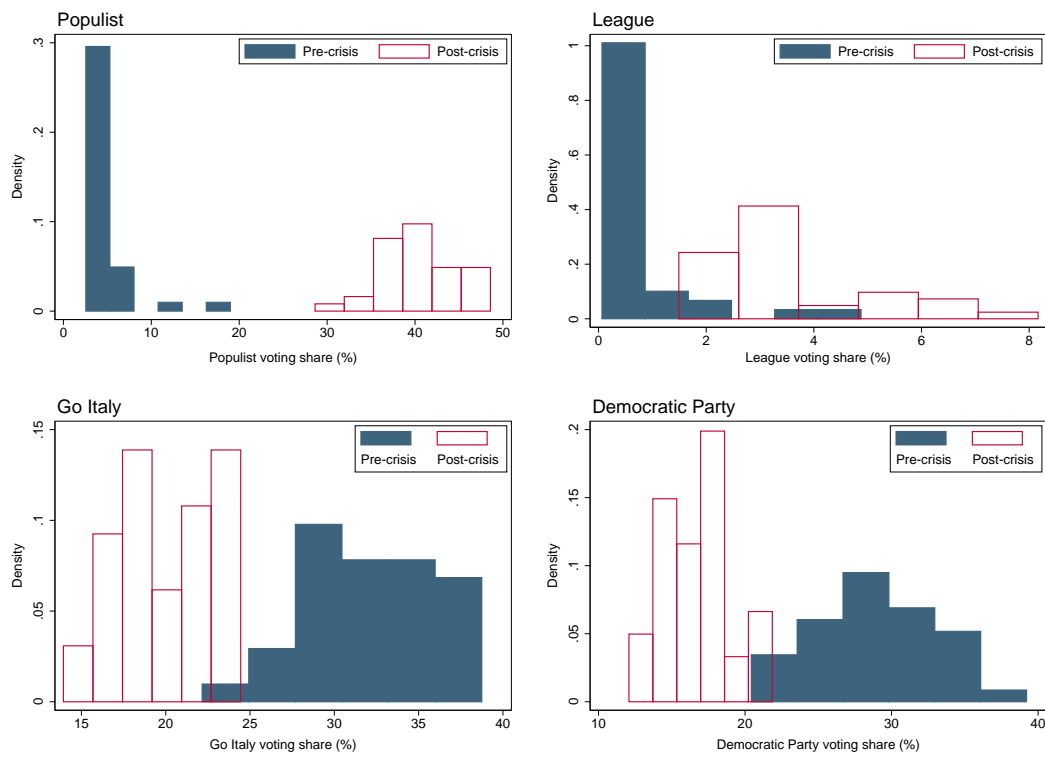 Populist
Pre-crisis Post-crisis
Density
0 .1 .2 .3
0 10 20 30 40 50
Populist voting share (%)
League
Pre-crisis Post-crisis
Density
0 .2 .4 .6 .8 1
0 2 4 6 8
League voting share (%)
Go Italy
Pre-crisis Post-crisis
Density
0 .05 .1 .15
15 20 25 30 35 40
Go Italy voting share (%)
Democratic Party
Pre-crisis Post-crisis
Density
0 .05 .1 .15 .2
10 20 30 40
Democratic Party voting share (%)